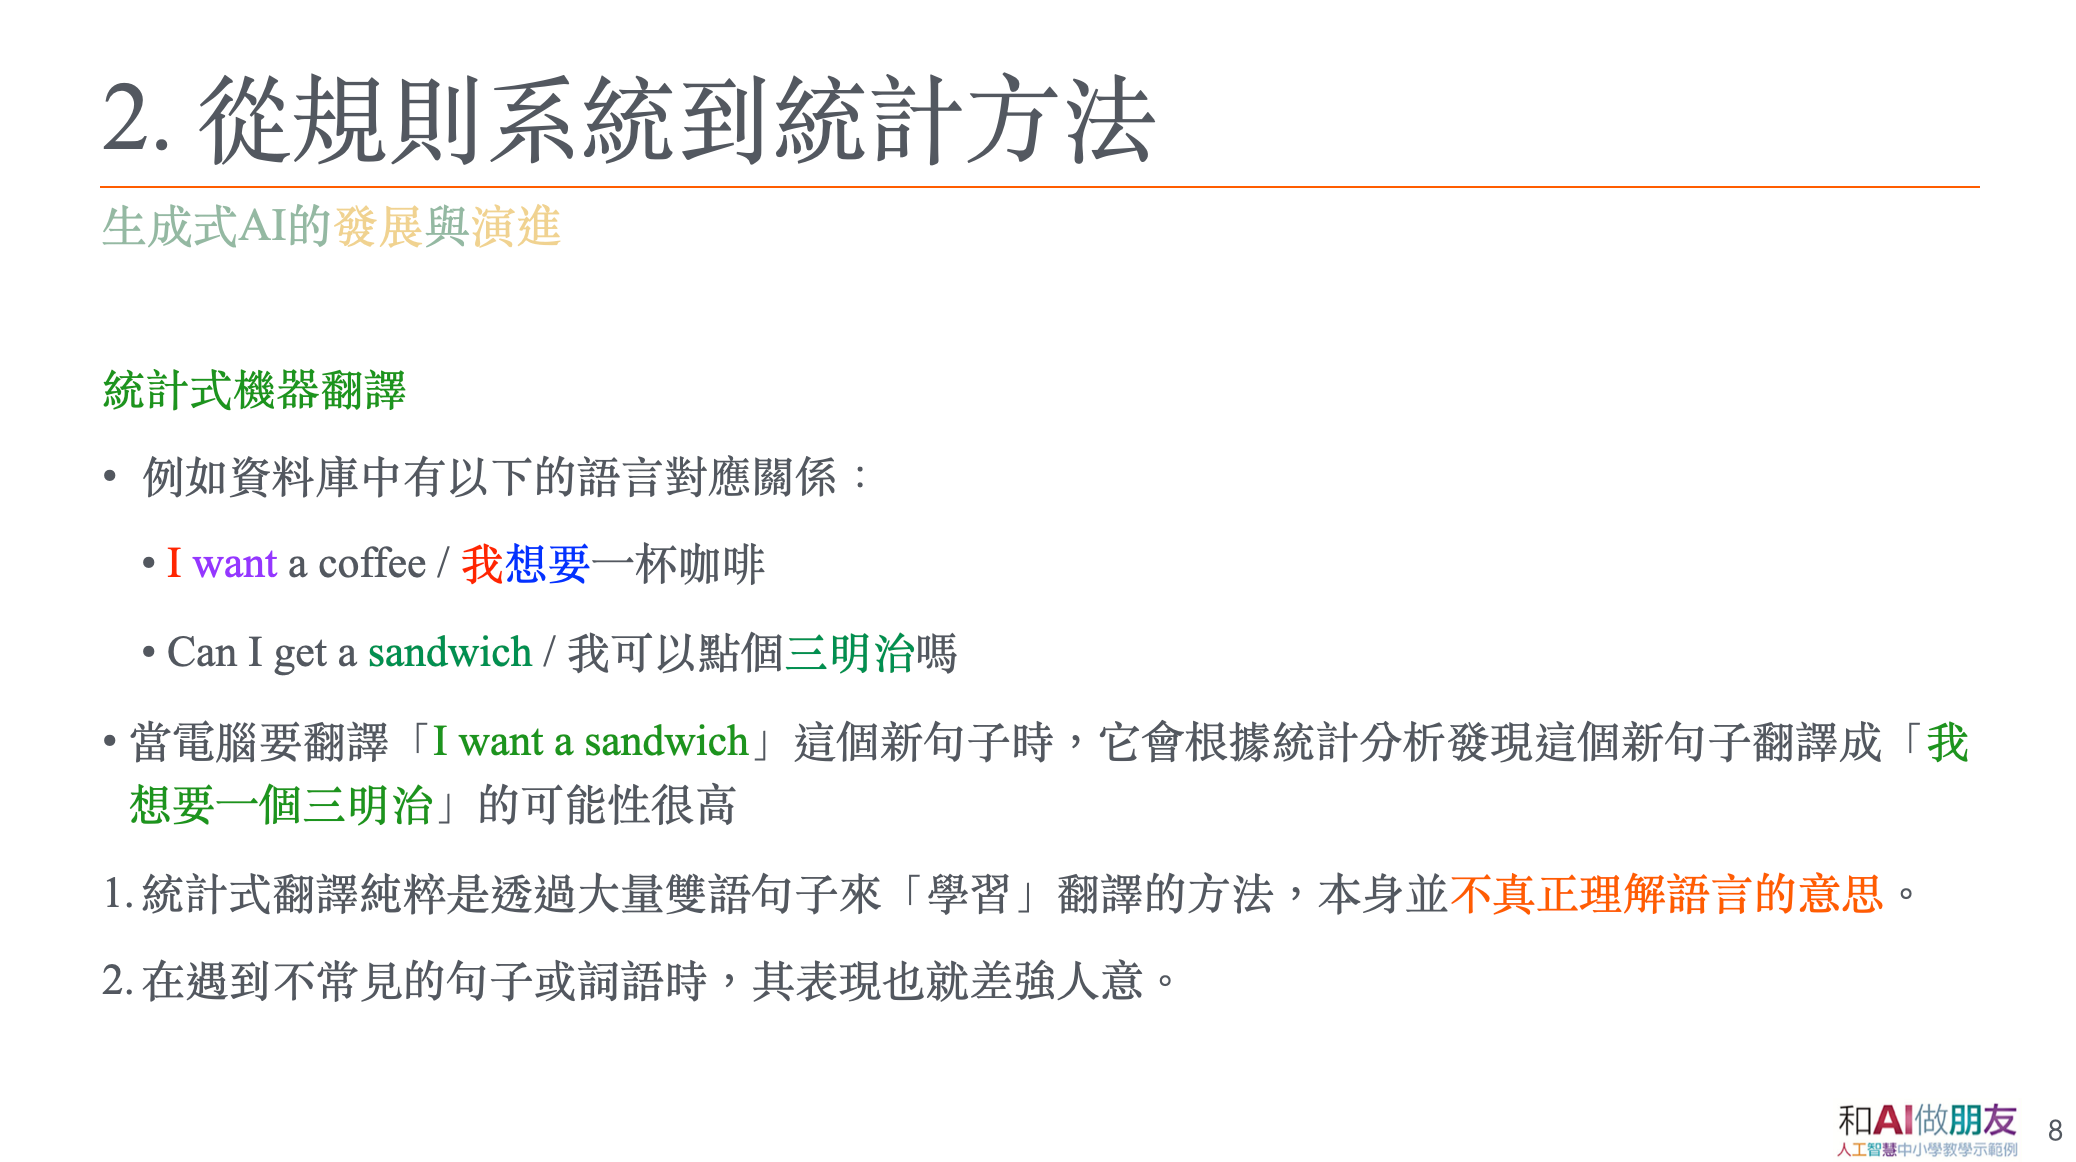 2. 從規則系統到統計方法
生成式AI的發展與演進
統計式機器翻譯
• 例如資料庫中有以下的語言對應關係：
• I want a coffee / 我想要一杯咖啡
• Can I get a sandwich / 我可以點個三明治嗎
• 當電腦要翻譯「I want a sandwich」這個新句子時，它會根據統計分析發現這個新句子翻譯成「我
想要一個三明治」的可能性很高
1. 統計式翻譯純粹是透過大量雙語句子來「學習」翻譯的方法，本身並不真正理解語言的意思。
2. 在遇到不常見的句子或詞語時，其表現也就差強人意。
和AI做朋友
人工智慧中小學教學示範例
8